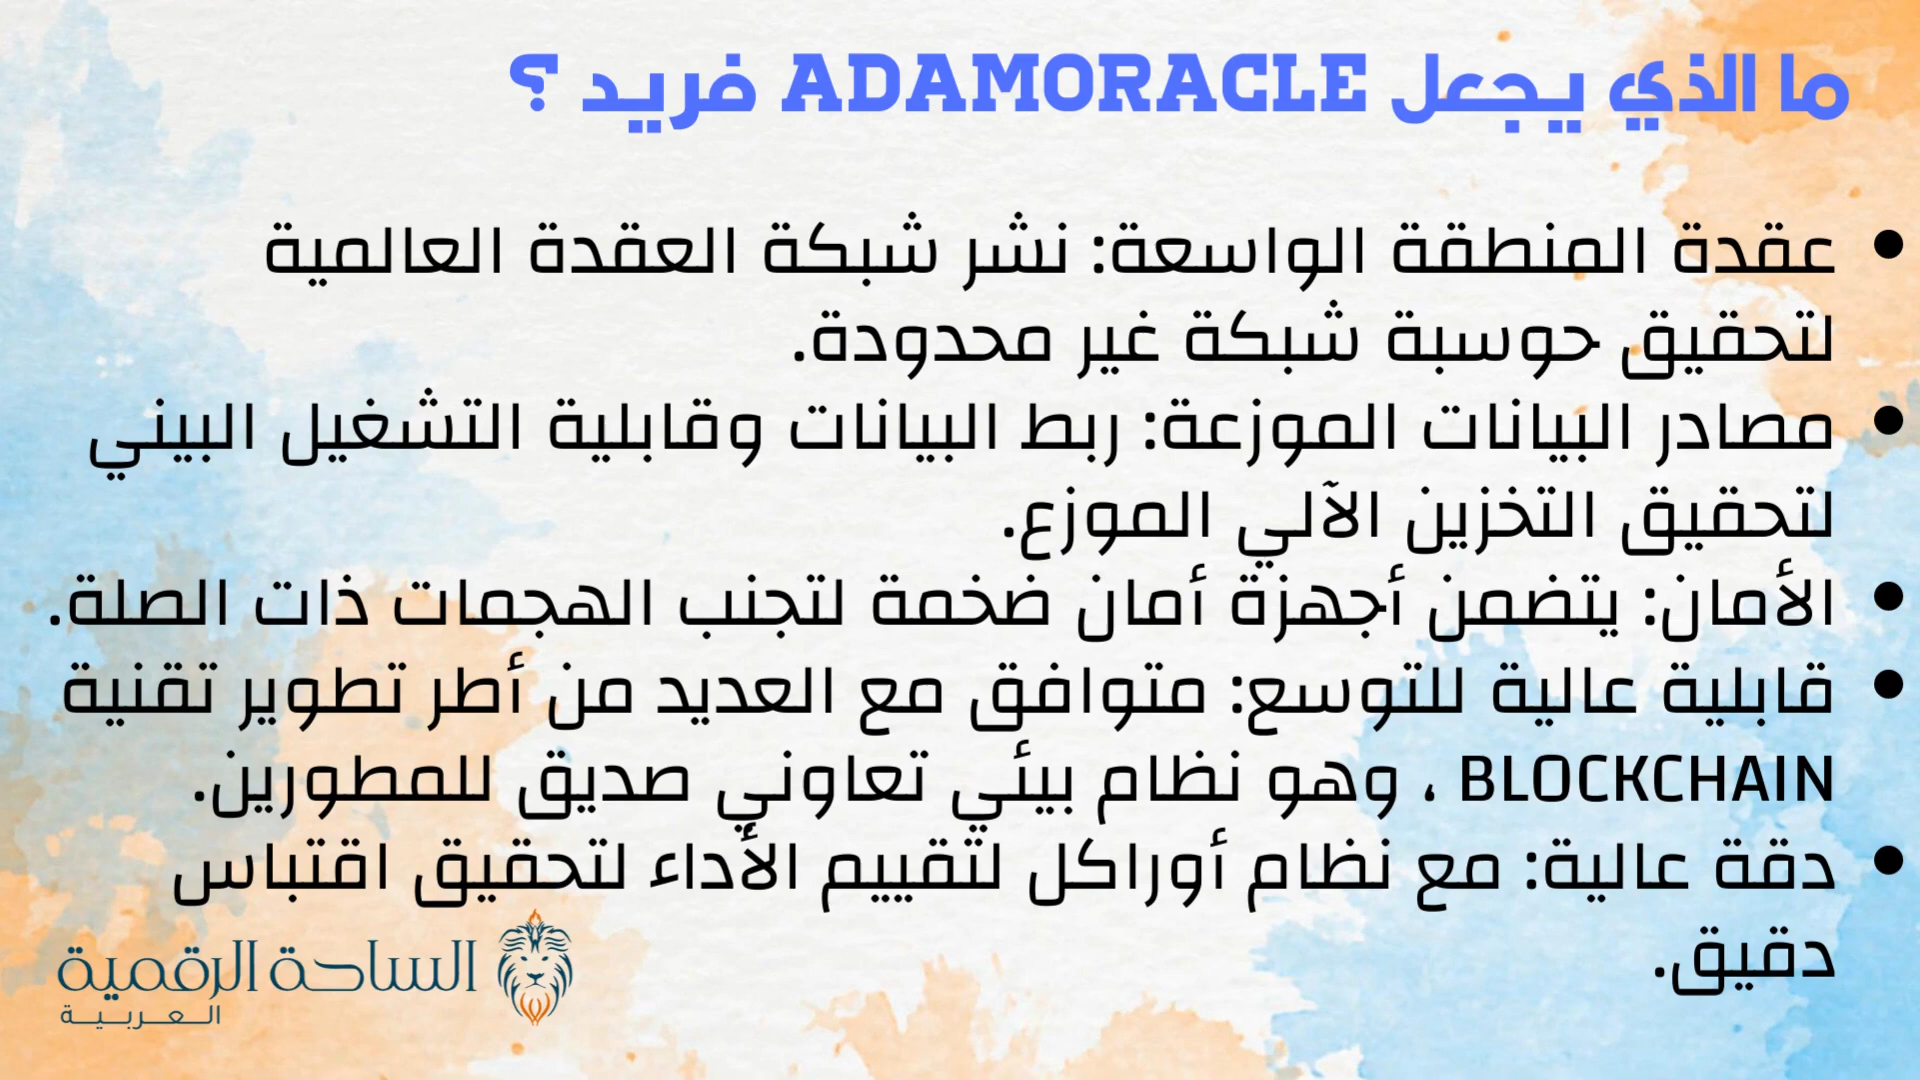 ما الذي يجعل ADAMORACLE فريد ؟
• عقدة المنطقة الواسعة: نشر شبكة العقدة العالمية
لتحقيق حوسبة شبكة غير محدودة.
• مصادر البيانات الموزعة: ربط البيانات وقابلية التشغيل البيني
لتحقيق التخزين الآلي الموزع.
• الأمان: يتضمن أجهزة أمان ضخمة لتجنب الهجمات ذات الصلة.
• قابلية عالية للتوسع: متوافق مع العديد من أطر تطوير تقنية
BLOCKCHAIN ، وهو نظام بيئي تعاوني صديق للمطورين.
• دقة عالية: مع نظام أوراكل لتقييم الأداء لتحقيق اقتباس
دقيق.
الساحة الرقمية
العربية